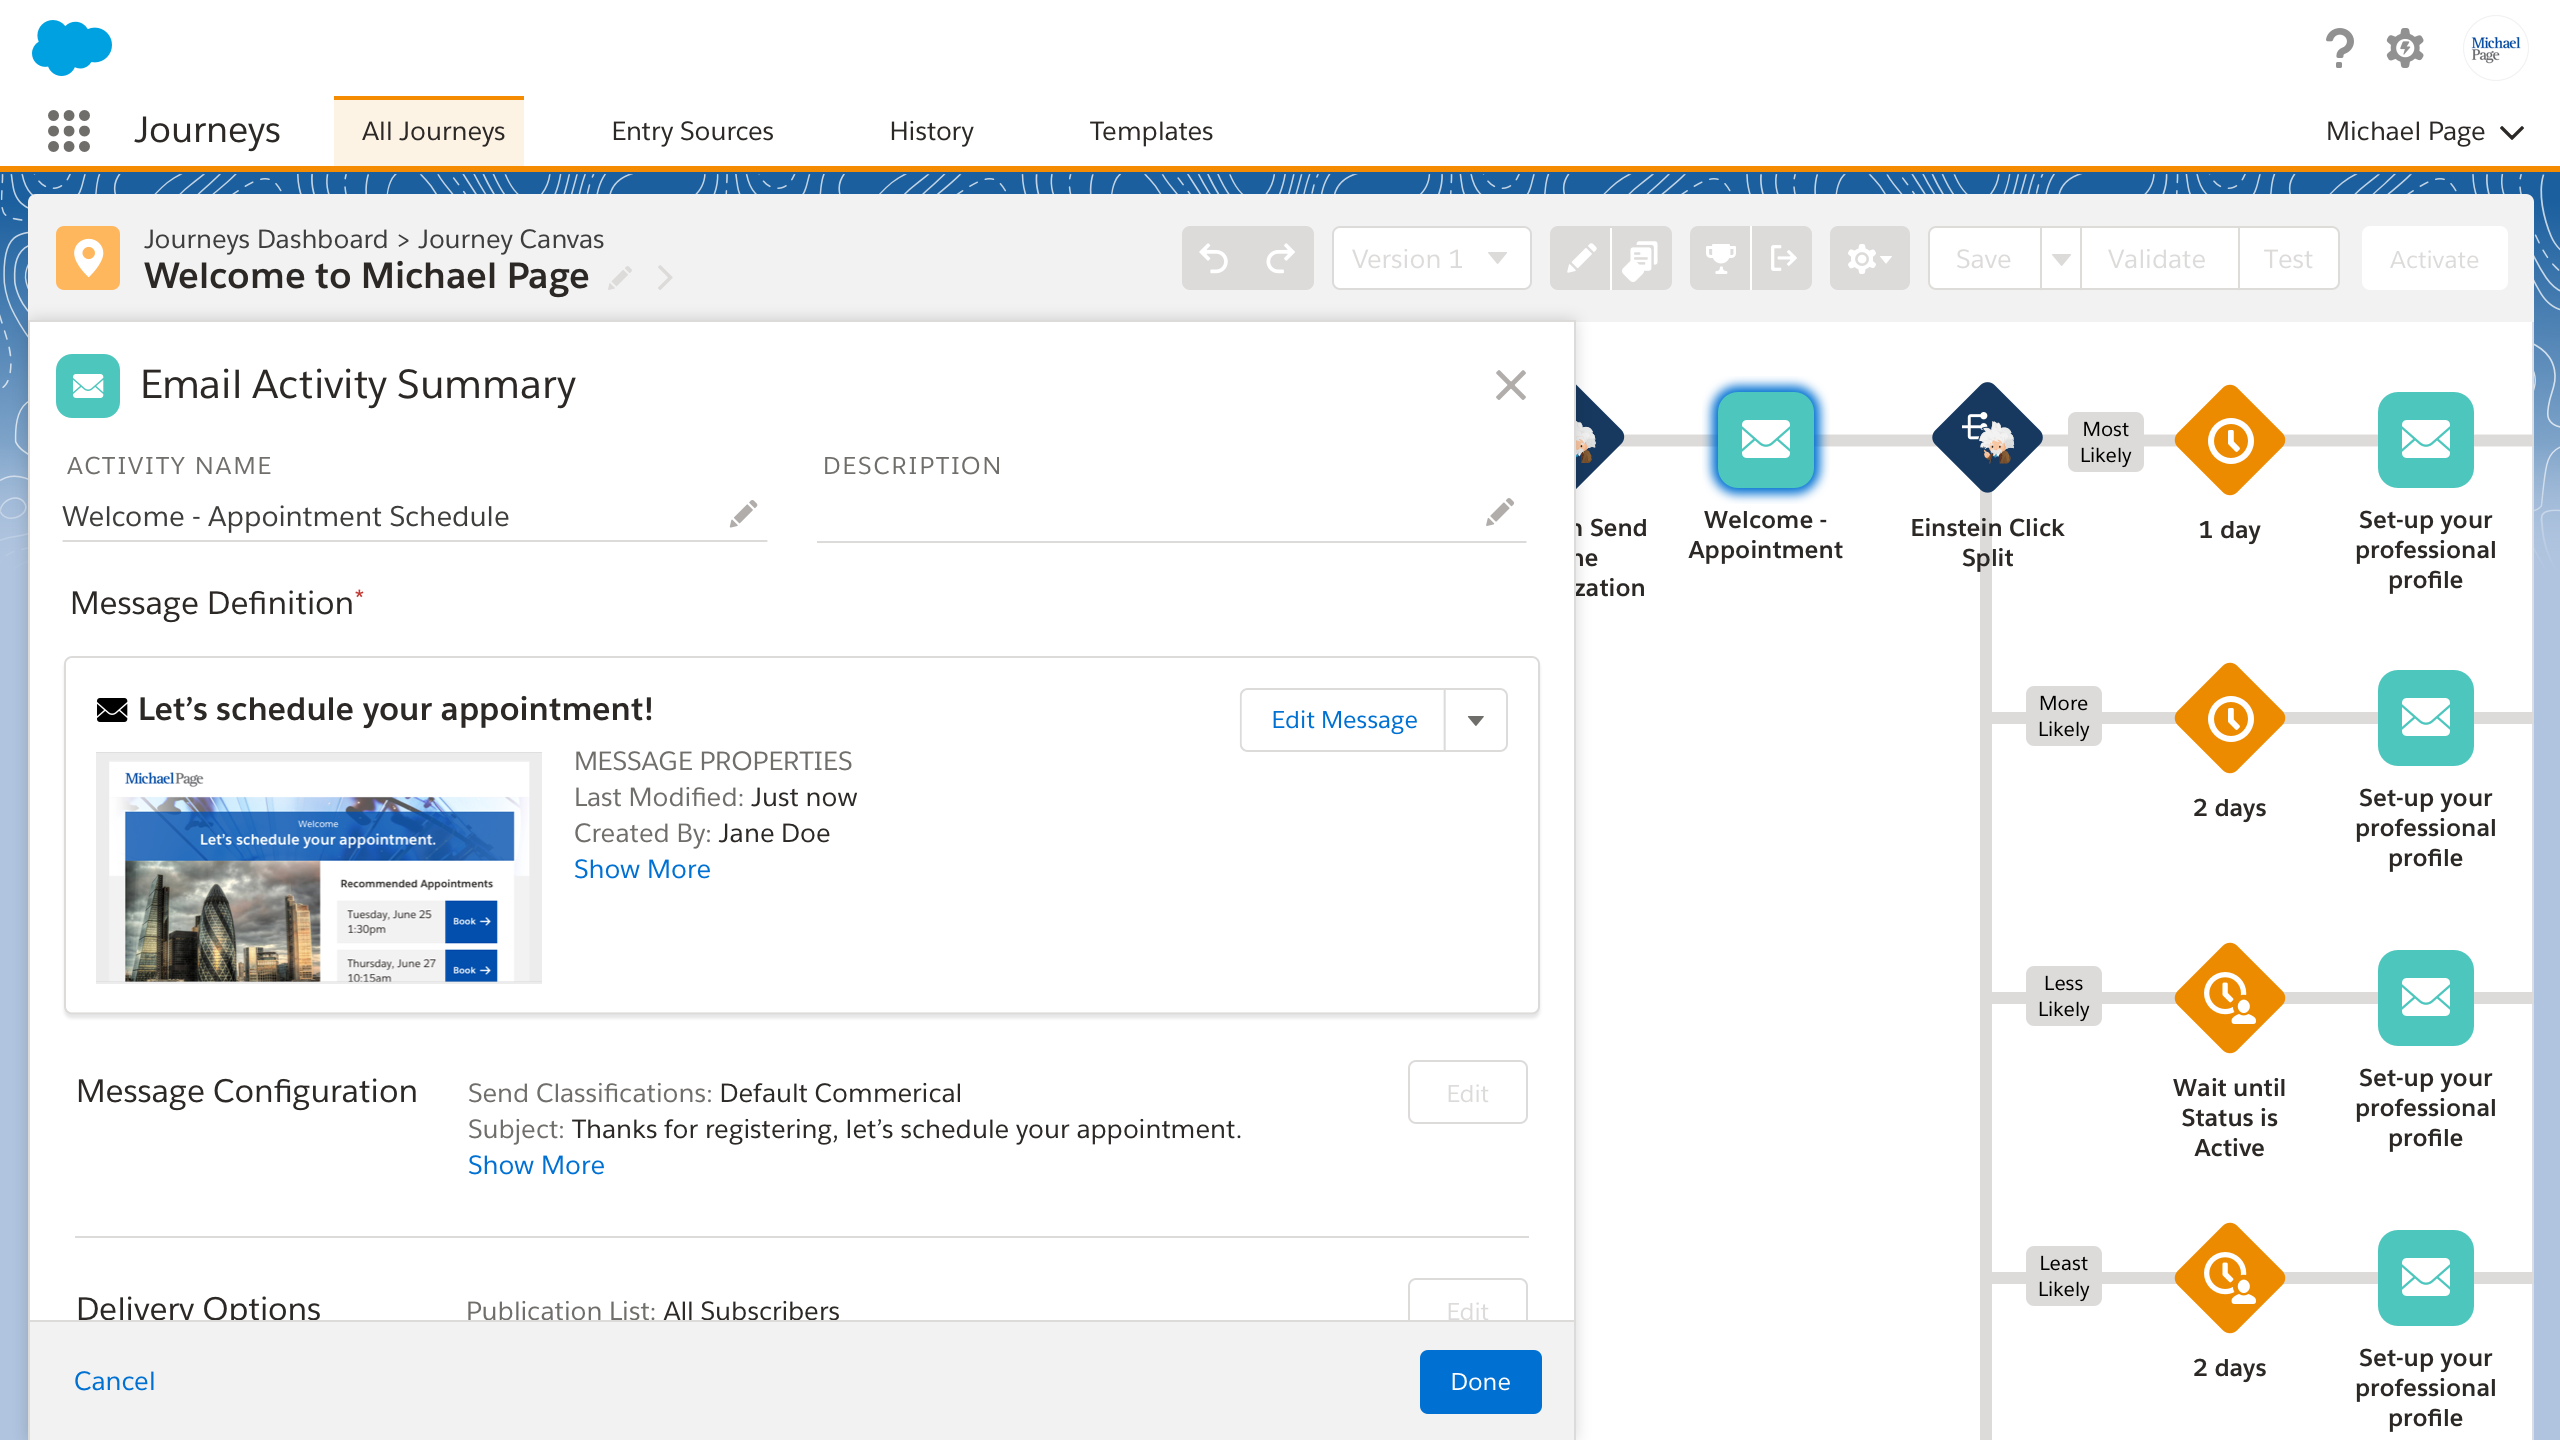 Michael
Page
Journeys
All Journeys
Entry Sources
History
Templates
Michael Page
Journeys Dashboard > Journey Canvas
Welcome to Michael Page
Version 1
Save
Validate
Test
Activate
Email Activity Summary
ACTIVITY NAME
DESCRIPTION
Welcome - Appointment Schedule
Message Definition*
Let’s schedule your appointment!
Edit Message
MichaelPage
Welcome
Let’s schedule your appointment.
Recommended Appointments
Tuesday, June 25
1:30pm
Book
Thursday, June 27
10:15am
Book
MESSAGE PROPERTIES
Last Modified: Just now
Created By: Jane Doe
Show More
Message Configuration
Send Classifications: Default Commerical
Subject: Thanks for registering, let’s schedule your appointment.
Show More
Edit
Delivery Options
Publication List: All Subscribers
Edit
Cancel
Done
Send
Welcome -
Appointment
Einstein Click
Split
Most
Likely
1 day
Set-up your
professional
profile
More
Likely
2 days
Set-up your
professional
profile
Less
Likely
Wait until
Status is
Active
Set-up your
professional
profile
Least
Likely
2 days
Set-up your
professional
profile